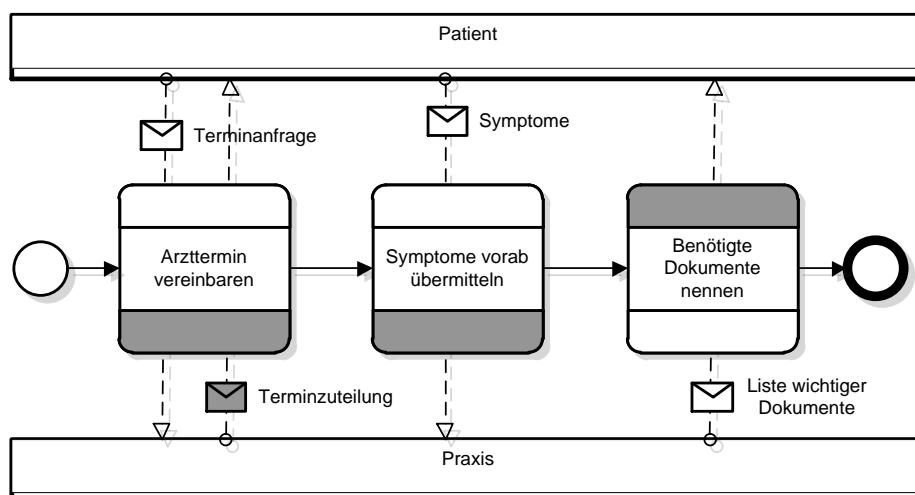 Patient
Terminanfrage
Symptome
Arzttermin
vereinbaren
Symptome vorab
übermitteln
Benötigte
Dokumente
nennen
Terminzuteilung
Liste wichtiger
Dokumente
Praxis